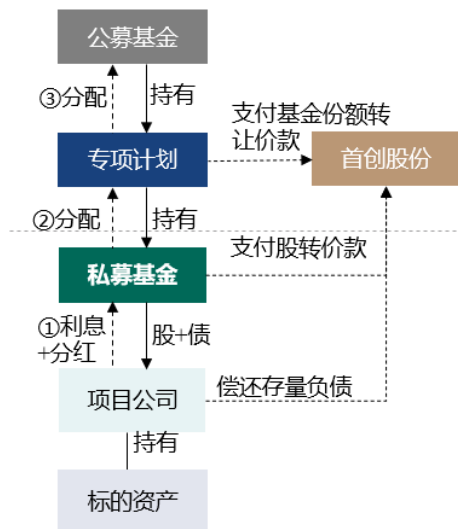 公募基金
③分配
持有
支付基金份额转
让价款
专项计划
首创股份
②分配
持有
支付股转价款
私募基金
①利息
+分红
股+债
项目公司
偿还存量负债
持有
标的资产